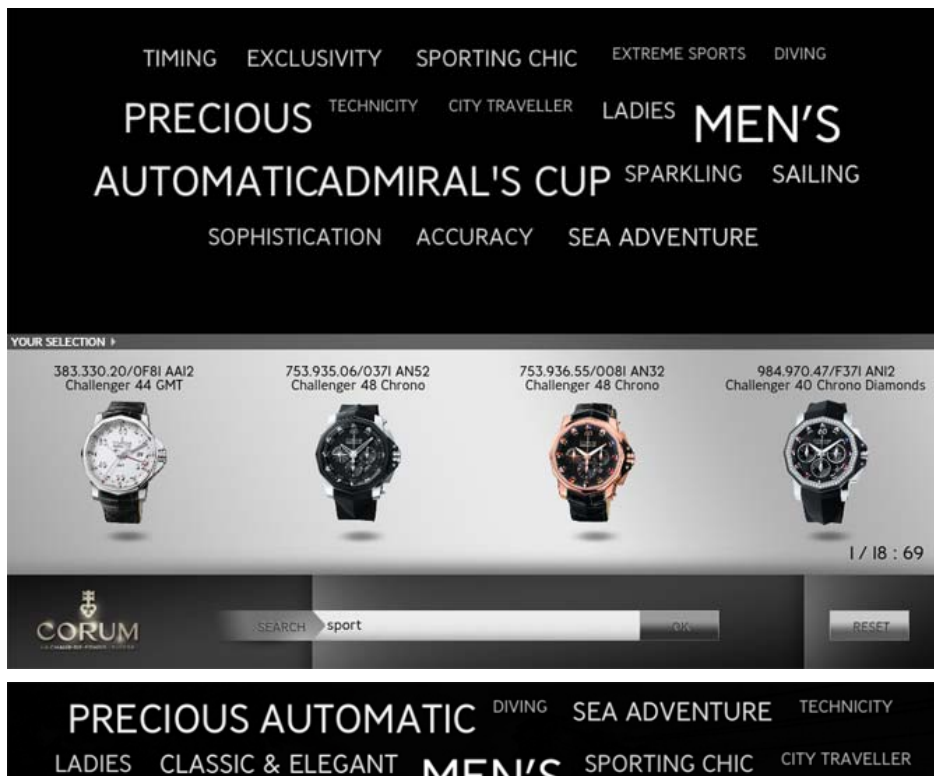 TIMING EXCLUSIVITY SPORTING CHIC EXTREME SPORTS DIVING
PRECIOUS TECHNICITY CITY TRAVELLER LADIES MEN'S
AUTOMATICADMIRAL'S CUP SPARKLING SAILING
SOPHISTICATION ACCURACY SEA ADVENTURE
YOUR SELECTION
383.330.20/0F81 AA12 753.935.06/0371 AN52 753.936.55/0081 AN32 984.970.47/F371 AN12
Challenger 44 GMT Challenger 48 Chrono Challenger 48 Chrono Challenger 40 Chrono Diamonds
1 / 18 : 69
CORUM
SEARCH sport OK RESET
PRECIOUS AUTOMATIC DIVING SEA ADVENTURE TECHNICITY
LADIES CLASSIC & ELEGANT MEN'S SPORTING CHIC CITY TRAVELLER